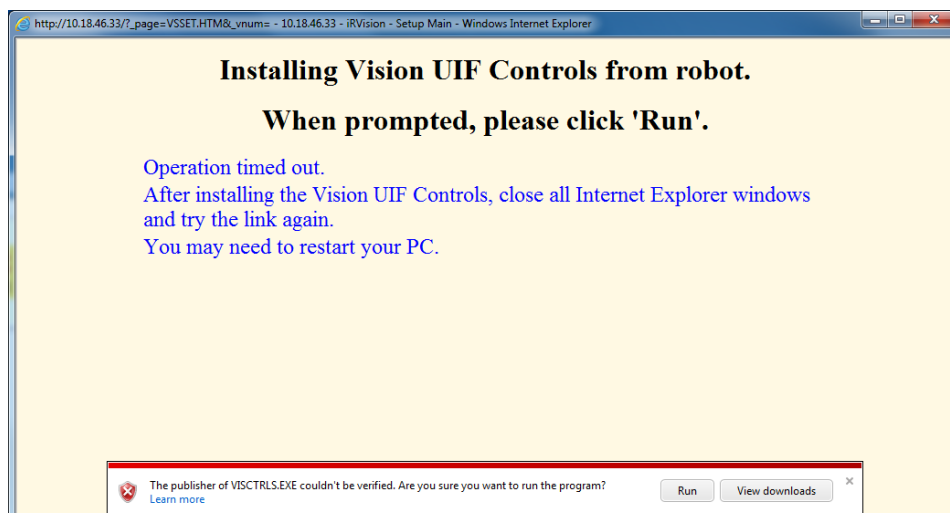 http://10.18.46.33/?_page=VSSET.HTM&_vnum= - 10.18.46.33 - iRVision - Setup Main - Windows Internet Explorer
Installing Vision UIF Controls from robot.
When prompted, please click 'Run'.
Operation timed out.
After installing the Vision UIF Controls, close all Internet Explorer windows
and try the link again.
You may need to restart your PC.
The publisher of VISCTRLS.EXE couldn't be verified. Are you sure you want to run the program?
Learn more
Run
View downloads